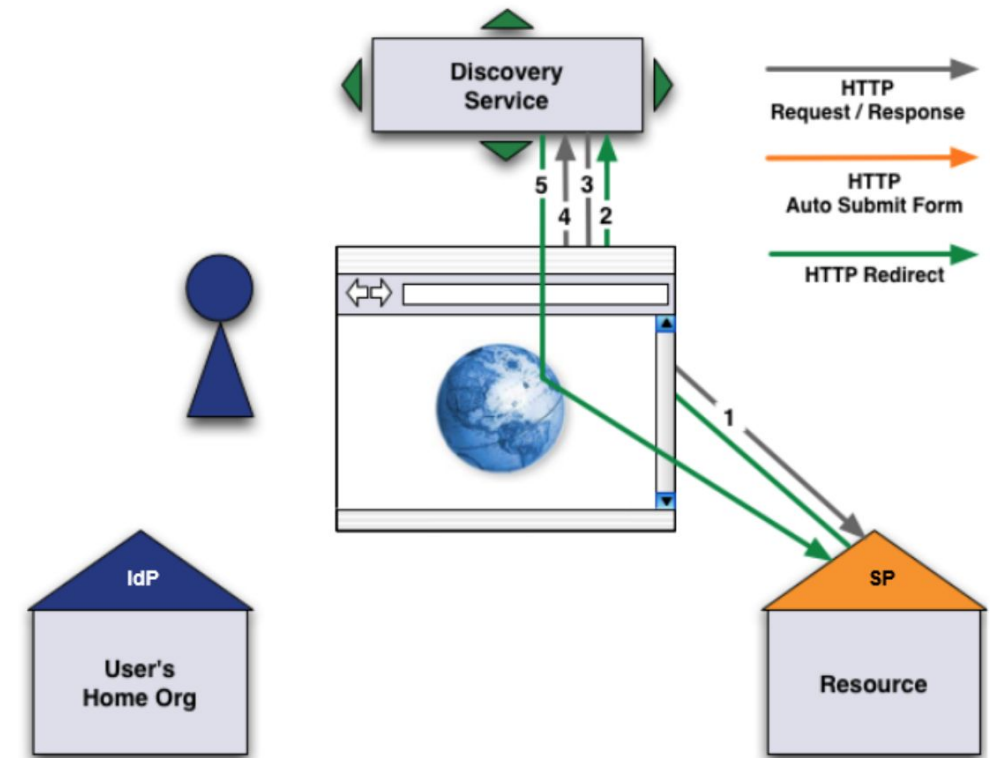 Discovery
Service
HTTP
Request / Response
HTTP
Auto Submit Form
HTTP Redirect
5
3
4
2
1
IdP
User's
Home Org
SP
Resource